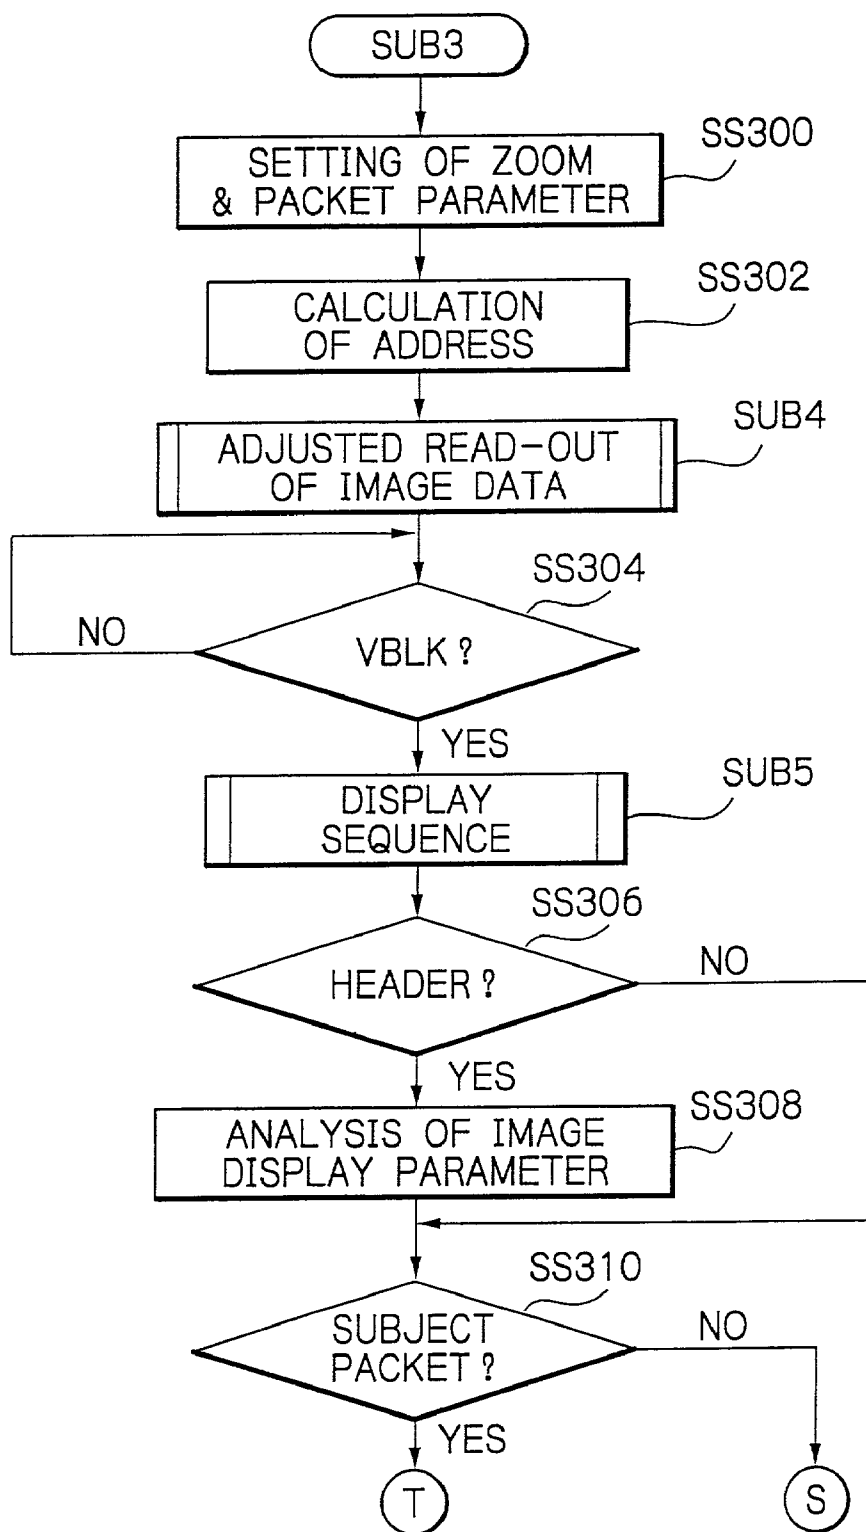 SUB3
SS300
SETTING OF ZOOM
& PACKET PARAMETER
SS302
CALCULATION
OF ADDRESS
SUB4
ADJUSTED READ-OUT
OF IMAGE DATA
SS304
NO
VBLK?
YES
SUB5
DISPLAY
SEQUENCE
SS306
HEADER?
NO
YES
SS308
ANALYSIS OF IMAGE
DISPLAY PARAMETER
SS310
SUBJECT
PACKET?
NO
YES
T
S